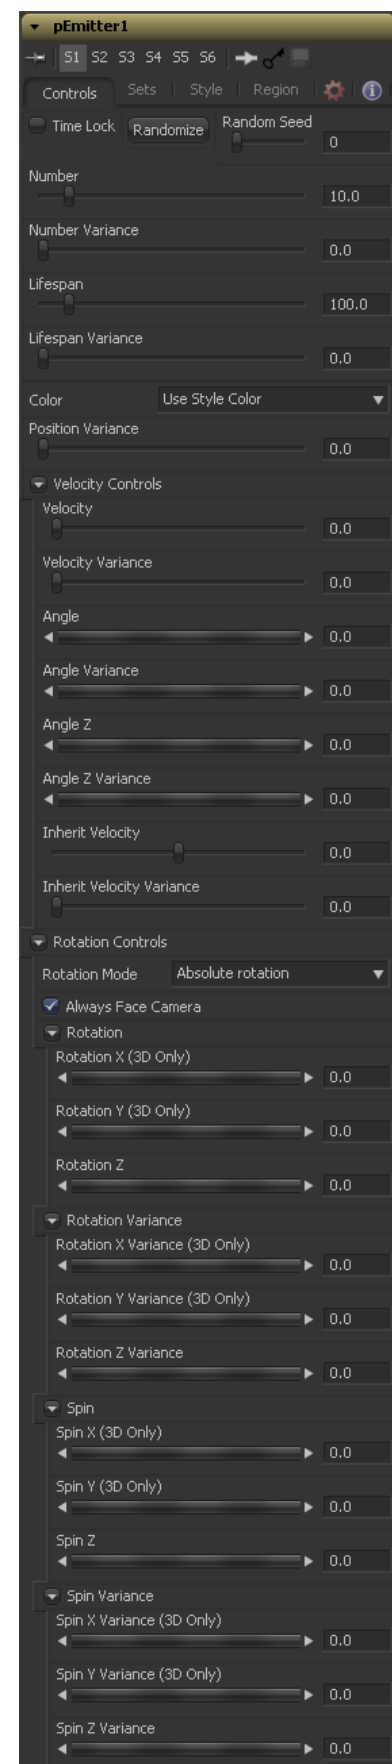 pEmitter1
S1 S2 S3 S4 S5 S6
Controls Sets Style Region
Time Lock Randomize Random Seed
0
Number
10.0
Number Variance
0.0
Lifespan
100.0
Lifespan Variance
0.0
Color Use Style Color
Position Variance
0.0
Velocity Controls
Velocity
0.0
Velocity Variance
0.0
Angle
0.0
Angle Variance
0.0
Angle Z
0.0
Angle Z Variance
0.0
Inherit Velocity
0.0
Inherit Velocity Variance
0.0
Rotation Controls
Rotation Mode Absolute rotation
Always Face Camera
Rotation
Rotation X (3D Only)
0.0
Rotation Y (3D Only)
0.0
Rotation Z
0.0
Rotation Variance
Rotation X Variance (3D Only)
0.0
Rotation Y Variance (3D Only)
0.0
Rotation Z Variance
0.0
Spin
Spin X (3D Only)
0.0
Spin Y (3D Only)
0.0
Spin Z
0.0
Spin Variance
Spin X Variance (3D Only)
0.0
Spin Y Variance (3D Only)
0.0
Spin Z Variance
0.0